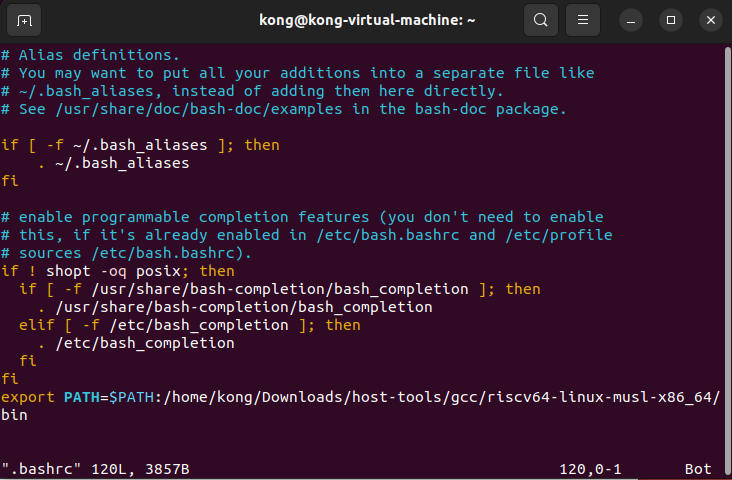 kong@kong-virtual-machine: ~
# Alias definitions.
# You may want to put all your additions into a separate file like
# ~/.bash_aliases, instead of adding them here directly.
# See /usr/share/doc/bash-doc/examples in the bash-doc package.
if [ -f ~/.bash_aliases ]; then
    . ~/.bash_aliases
fi
# enable programmable completion features (you don't need to enable
# this, if it's already enabled in /etc/bash.bashrc and /etc/profile
# sources /etc/bash.bashrc).
if ! shopt -oq posix; then
  if [ -f /usr/share/bash-completion/bash_completion ]; then
    . /usr/share/bash-completion/bash_completion
  elif [ -f /etc/bash_completion ]; then
    . /etc/bash_completion
  fi
fi
export PATH=$PATH:/home/kong/Downloads/host-tools/gcc/riscv64-linux-musl-x86_64/
bin
".bashrc" 120L, 3857B 120,0-1 Bot